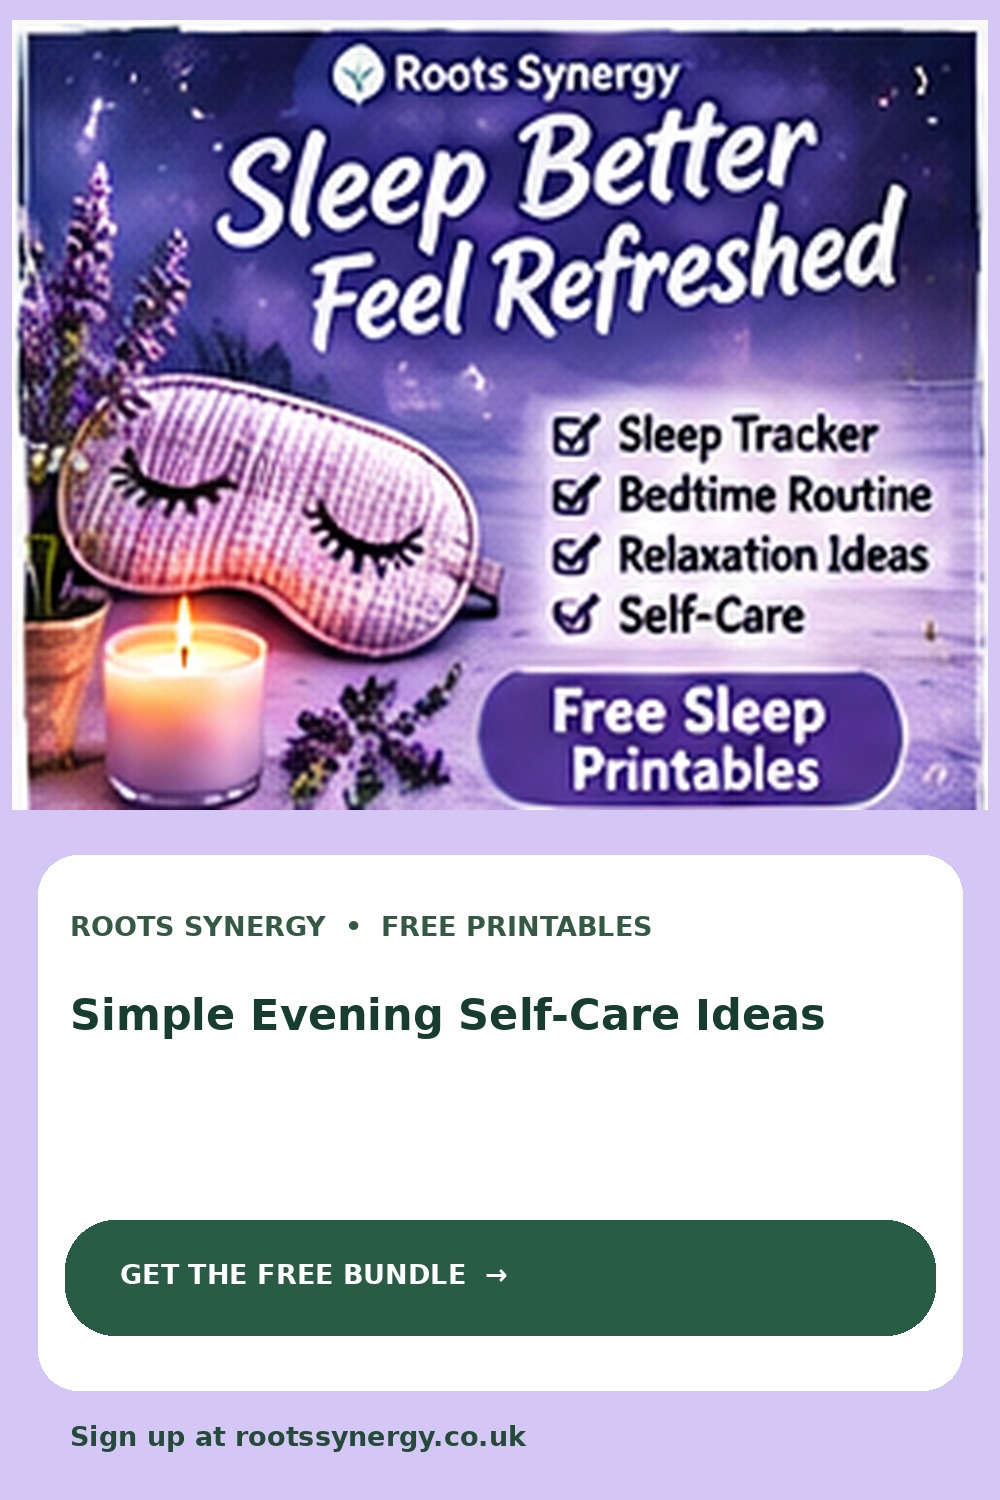 Roots Synergy
Sleep Better
Feel Refreshed
Sleep Tracker
Bedtime Routine
Relaxation Ideas
Self-Care
Free Sleep
Printables
ROOTS SYNERGY • FREE PRINTABLES
Simple Evening Self-Care Ideas
GET THE FREE BUNDLE →
Sign up at rootssynergy.co.uk